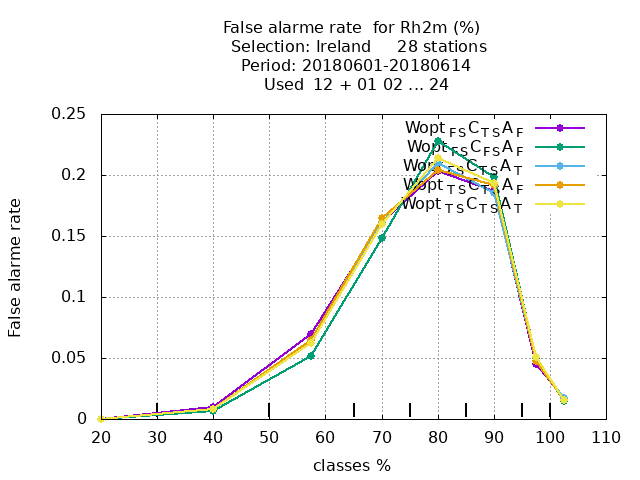 False alarme rate  for Rh2m (%)
Selection: Ireland     28 stations
Period: 20180601-20180614
Used  12 + 01 02 ... 24
0.25
0.2
0.15
0.1
0.05
0
False alarme rate
Wopt FS C TS A F
Wopt TS C FS A F
Wopt TS C TS A T
Wopt TS C TS A F
Wopt TS C TS A T
20 30 40 50 60 70 80 90 100 110
classes %